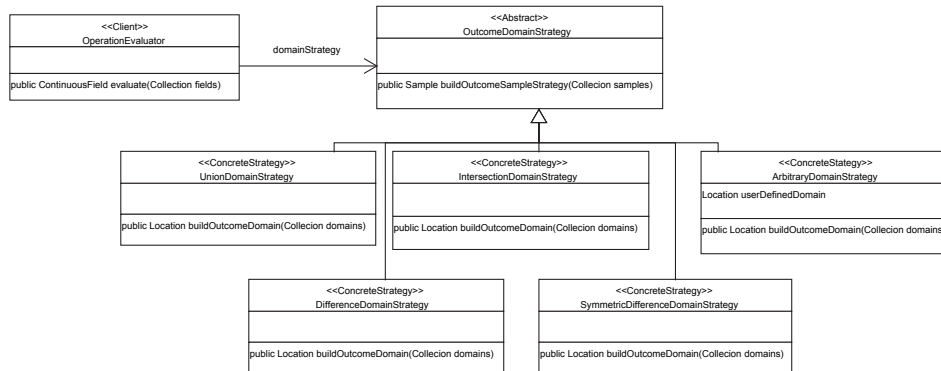 <<Client>>
OperationEvaluator
public ContinuousField evaluate(Collection fields)
domainStrategy
<<Abstract>>
OutcomeDomainStrategy
public Sample buildOutcomeSampleStrategy(Collecion samples)
<<ConcreteStrategy>>
UnionDomainStrategy
public Location buildOutcomeDomain(Collecion domains)
<<ConcreteStrategy>>
IntersectionDomainStrategy
public Location buildOutcomeDomain(Collecion domains)
<<ConcreteStategy>>
ArbitraryDomainStrategy
Location userDefinedDomain
public Location buildOutcomeDomain(Collecion domains
<<ConcreteStrategy>>
DifferenceDomainStrategy
public Location buildOutcomeDomain(Collecion domains)
<<ConcreteStrategy>>
SymmetricDifferenceDomainStrategy
public Location buildOutcomeDomain(Collecion domains)